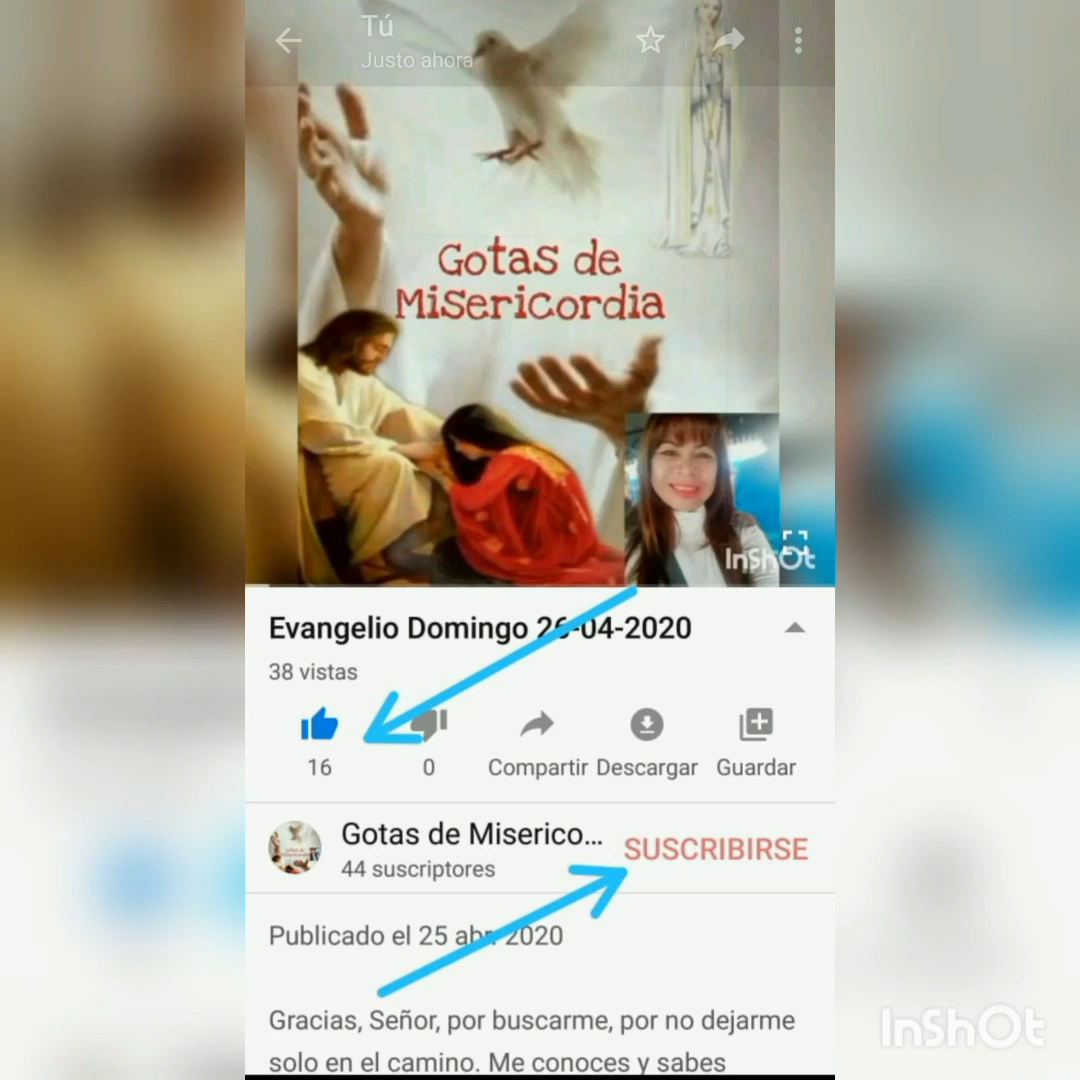 Tú
Justo ahora
Gotas de
Misericordia
InShOt
Evangelio Domingo 26-04-2020
38 vistas
16
0
Compartir
Descargar
Guardar
Gotas de Miserico...
SUSCRIBIRSE
44 suscriptores
Publicado el 25 abr. 2020
Gracias, Señor, por buscarme, por no dejarme
solo en el camino. Me conoces y sabes
InShOt